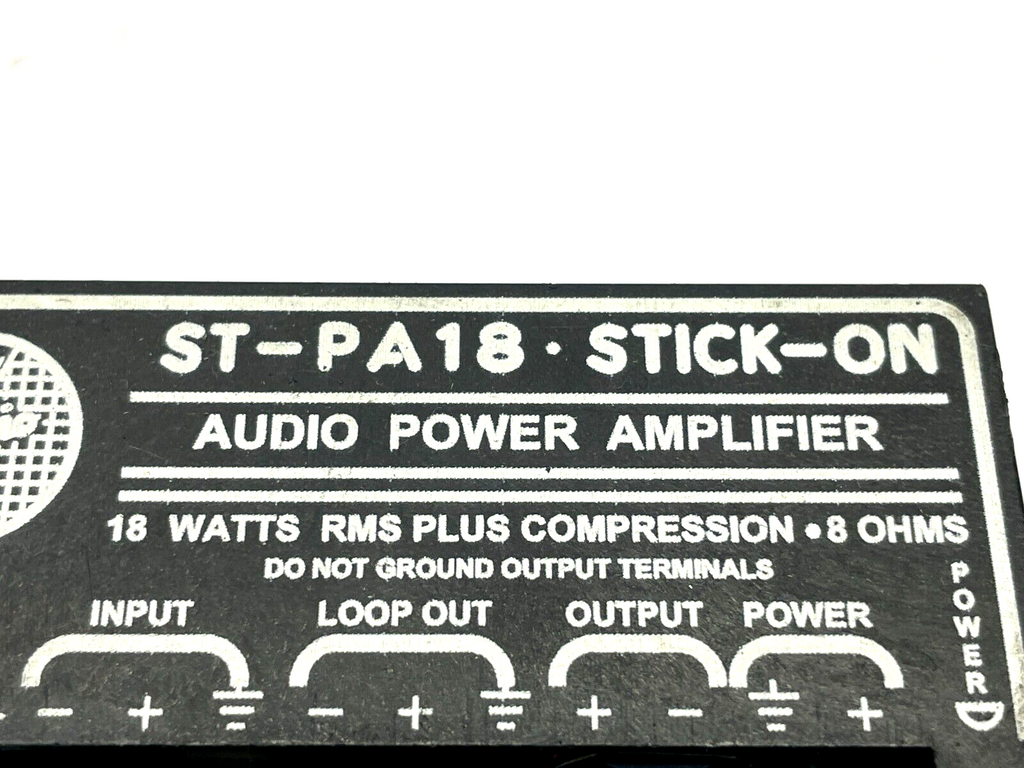 ST-PA18 · STICK-ON
AUDIO POWER AMPLIFIER
18 WATTS RMS PLUS COMPRESSION • 8 OHMS
DO NOT GROUND OUTPUT TERMINALS
INPUT LOOP OUT OUTPUT POWER
- + - + + - +
POWER